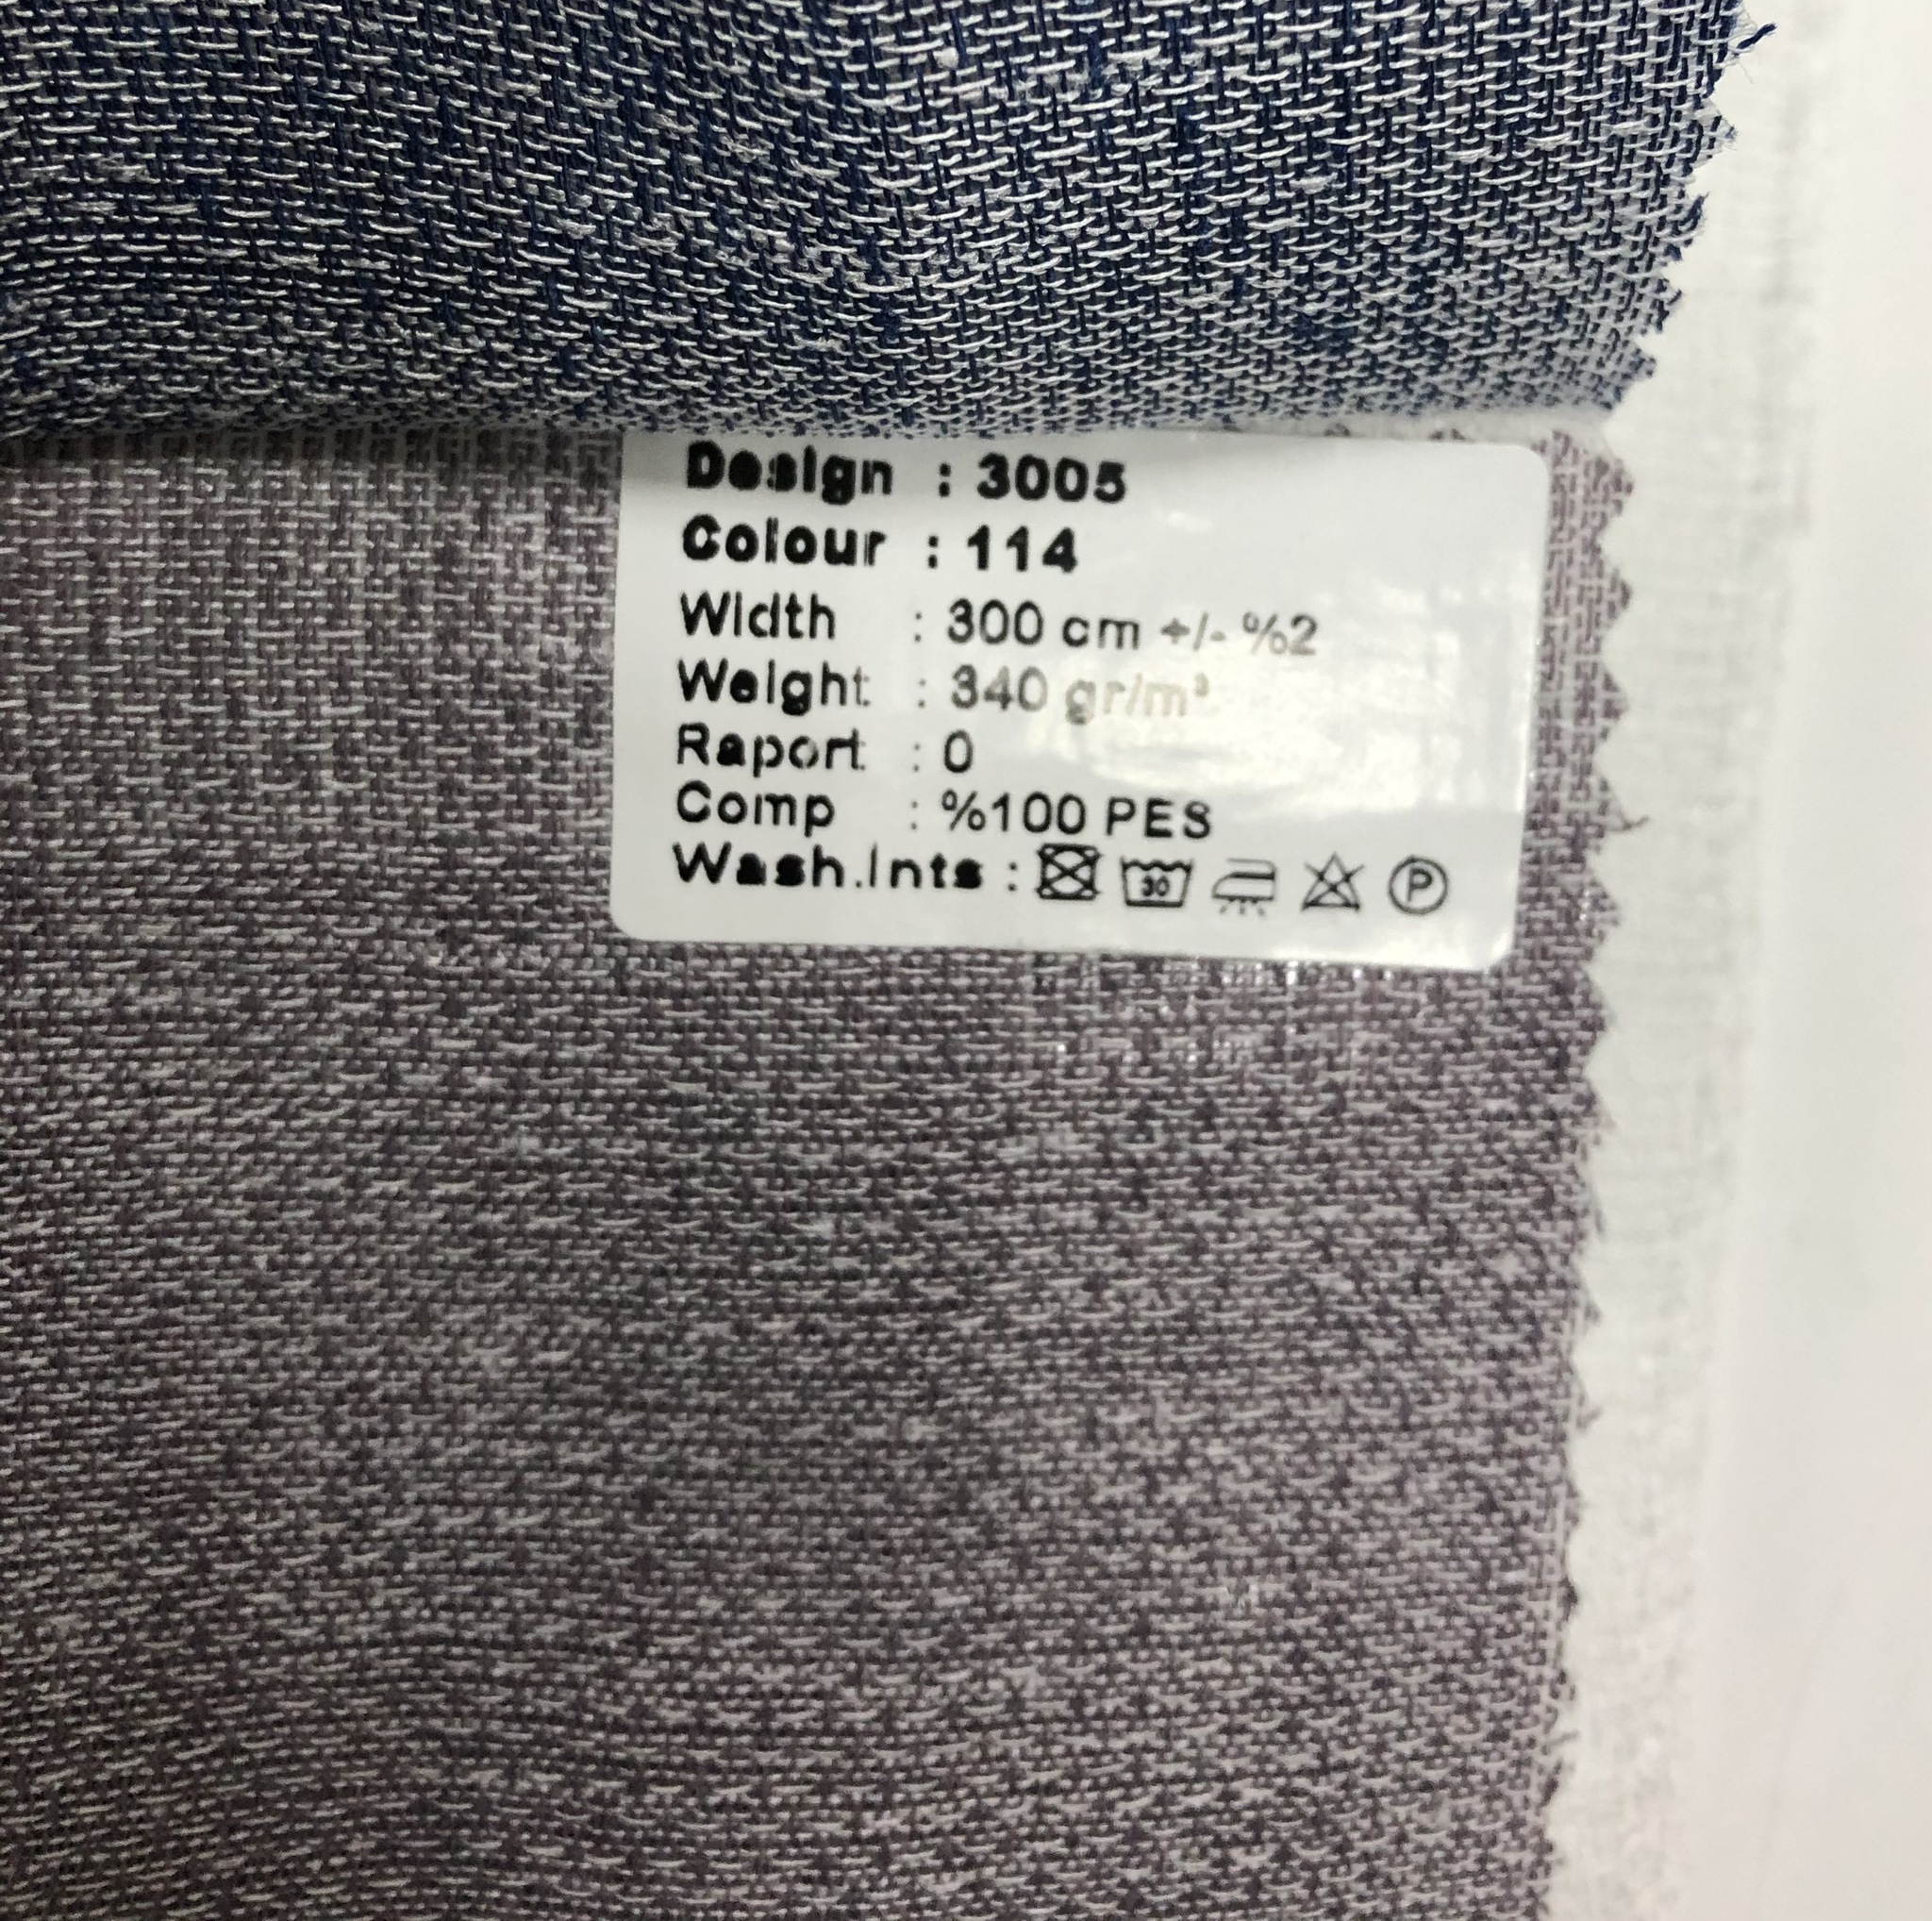 Design : 3005
Colour : 114
Width : 300 cm +/- %2
Weight : 340 gr/m³
Raport : 0
Comp : %100 PES
Wash.Ints : 30 P